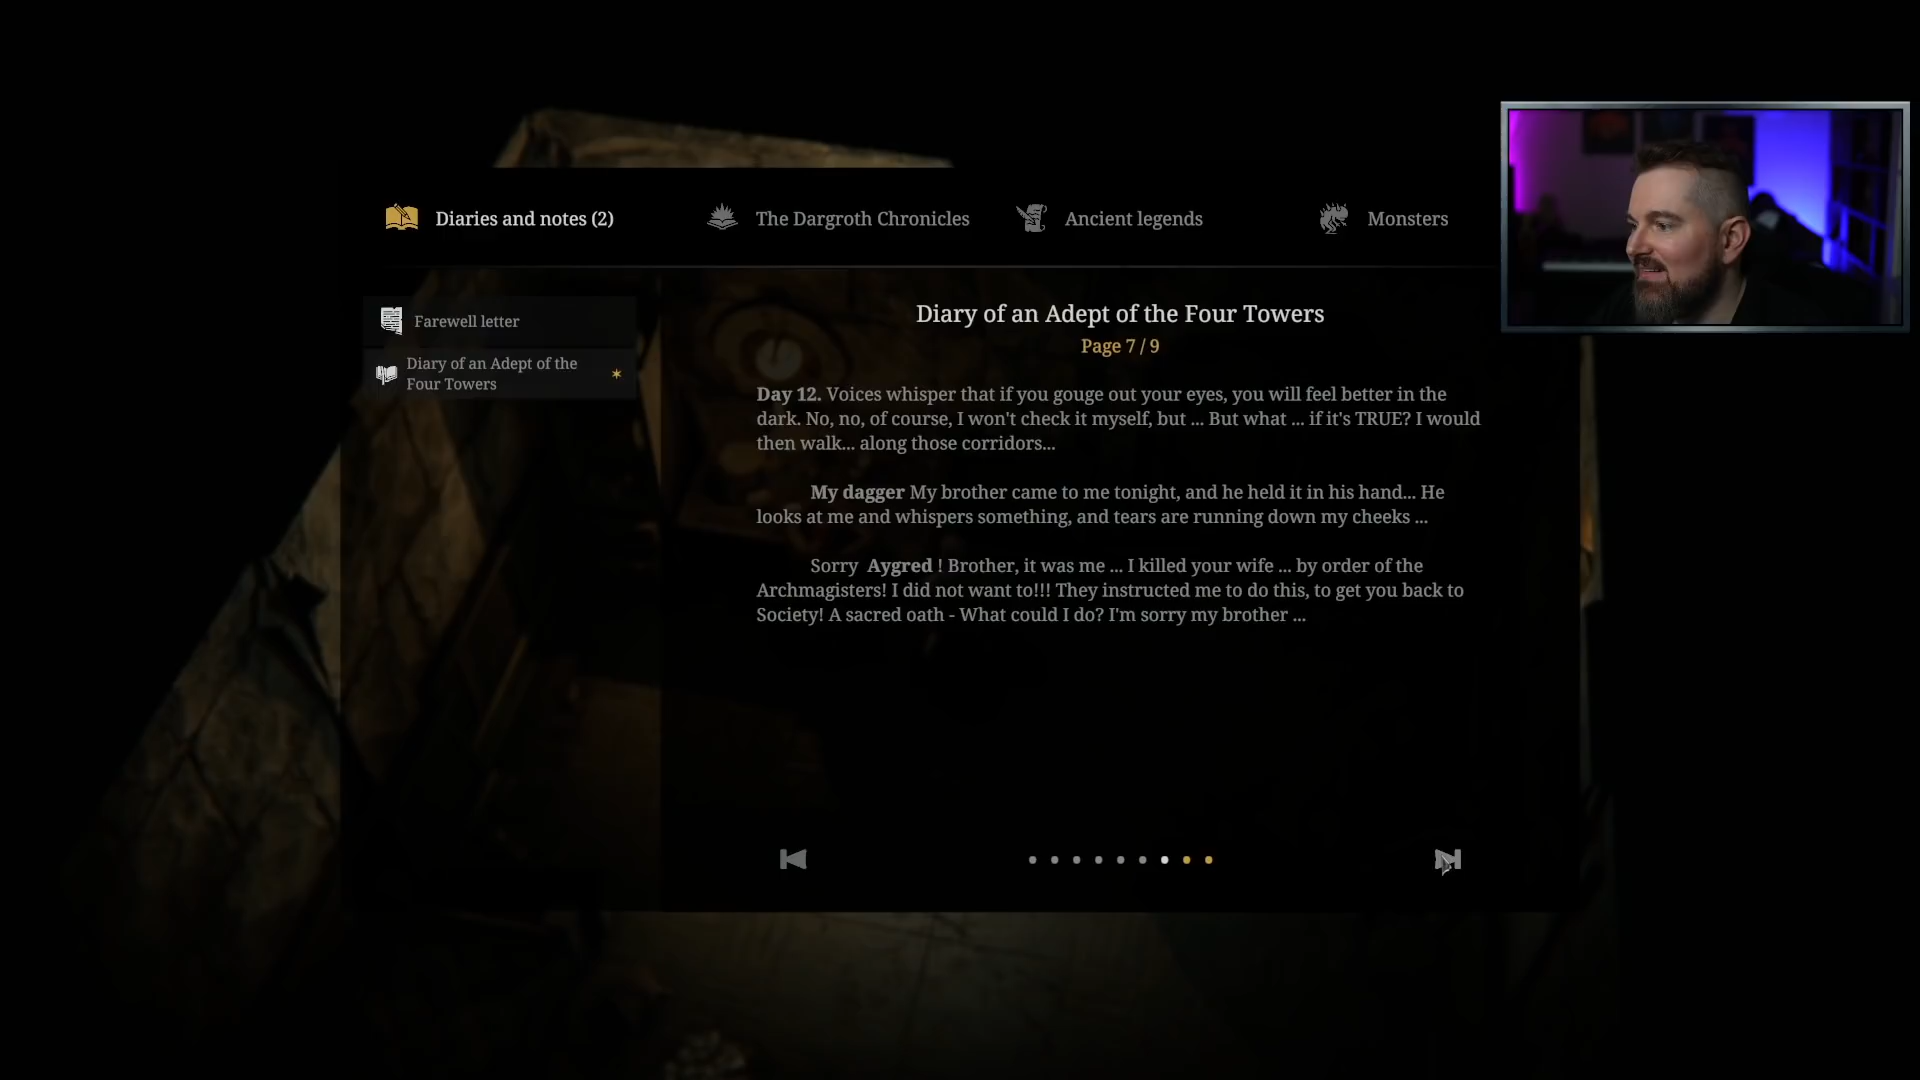 Diaries and notes (2)
The Dargroth Chronicles
Ancient legends
Monsters
Farewell letter
Diary of an Adept of the
Four Towers
Diary of an Adept of the Four Towers
Page 7 / 9
Day 12. Voices whisper that if you gouge out your eyes, you will feel better in the
dark. No, no, of course, I won't check it myself, but ... But what ... if it's TRUE? I would
then walk... along those corridors...
My dagger My brother came to me tonight, and he held it in his hand... He
looks at me and whispers something, and tears are running down my cheeks ...
Sorry Aygred ! Brother, it was me ... I killed your wife ... by order of the
Archmagisters! I did not want to!!! They instructed me to do this, to get you back to
Society! A sacred oath - What could I do? I'm sorry my brother ...